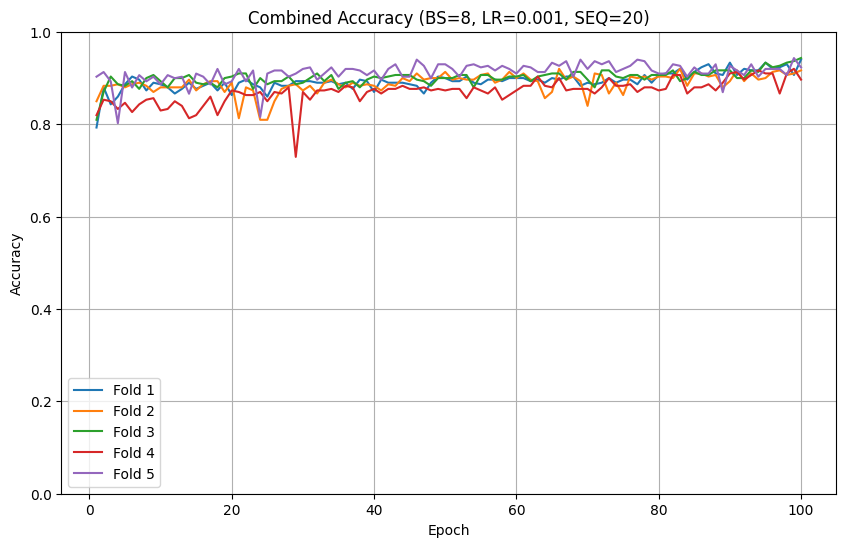 Combined Accuracy (BS=8, LR=0.001, SEQ=20)
1.0
0.8
0.6
0.4
0.2
0.0
Accuracy
Fold 1
Fold 2
Fold 3
Fold 4
Fold 5
0 20 40 60 80 100
Epoch